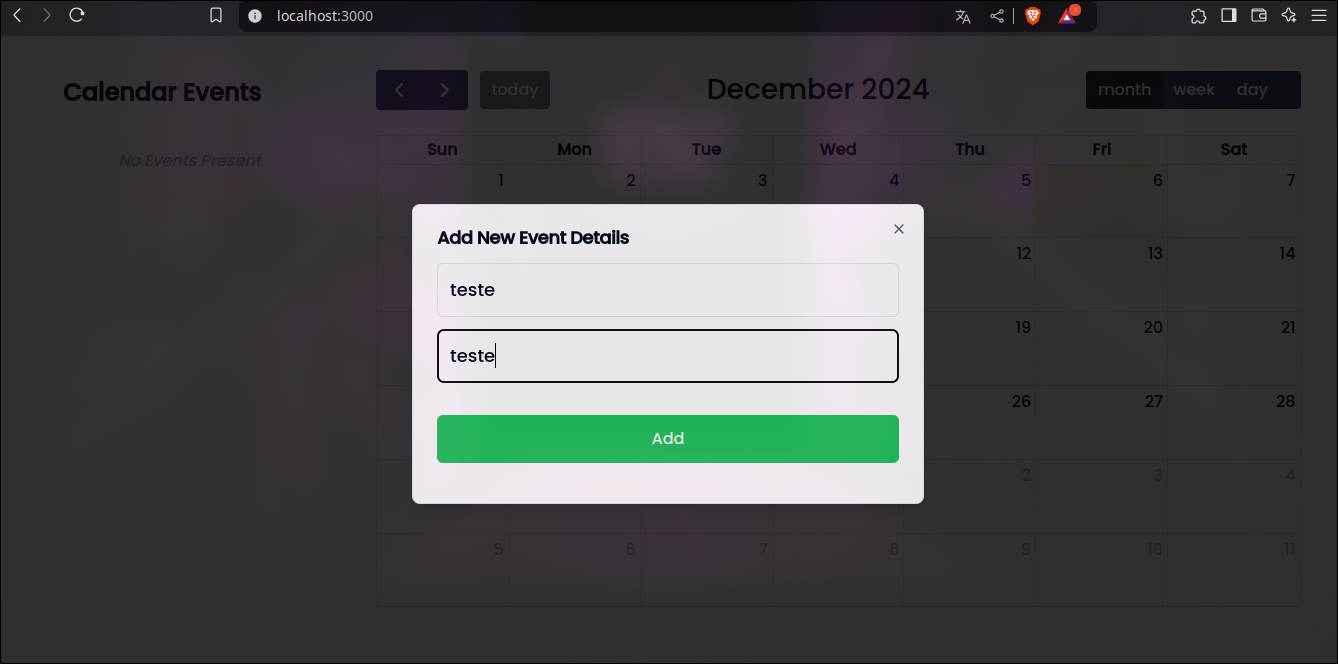 localhost:3000
Calendar Events
today
December 2024
month week day
No Events Present
Sun Mon Tue Wed Thu Fri Sat
1 2 3 4 5 6 7
Add New Event Details
12 13 14
teste
19 20 21
teste
26 27 28
Add
2 3 4
5 6 7 8 9 10 11